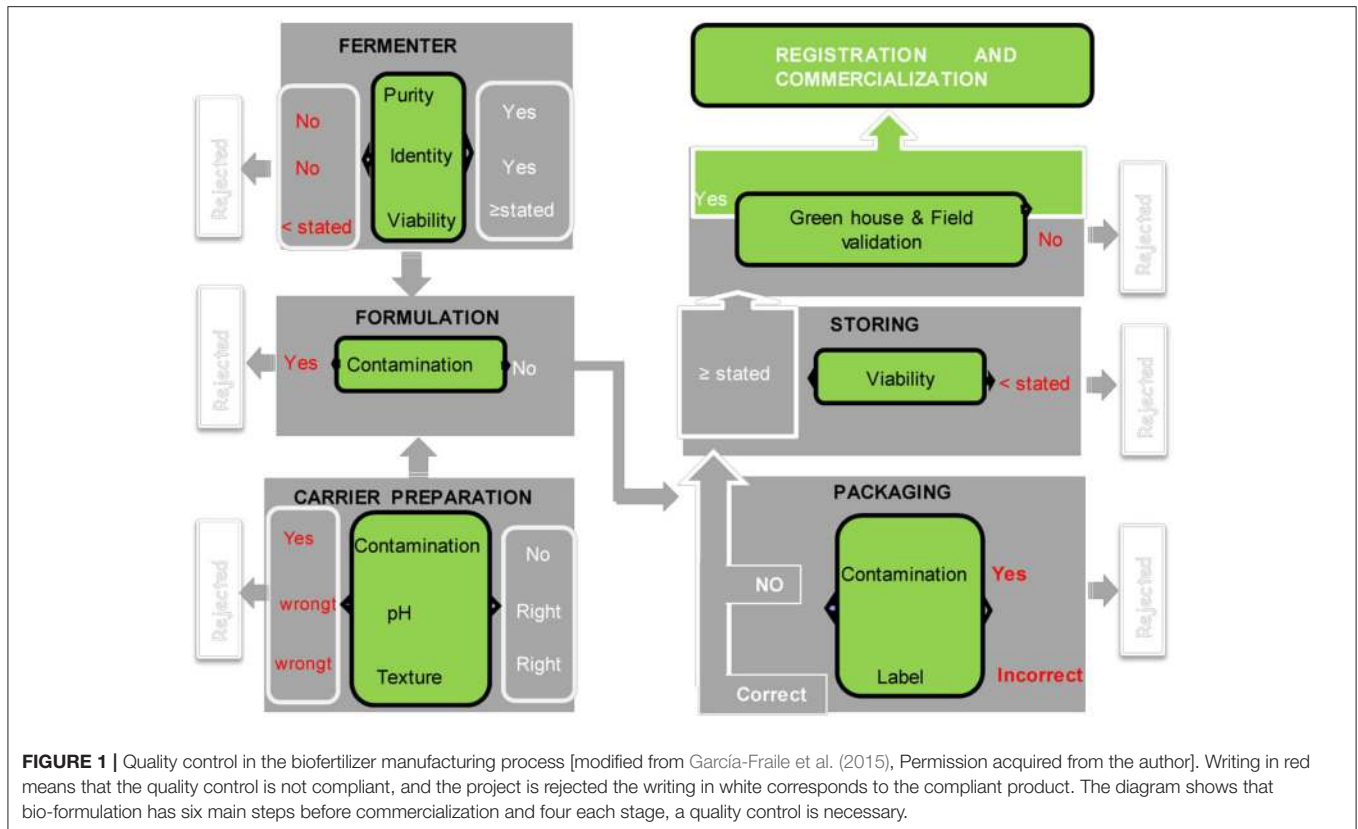 FERMENTER
Rejected
No
Purity
Yes
No
Identity
Yes
< stated
Viability
≥stated
FORMULATION
Rejected
Yes
Contamination
No
CARRIER PREPARATION
Rejected
Yes
Contamination
No
wrongt
pH
Right
wrongt
Texture
Right
REGISTRATION AND
COMMERCIALIZATION
Yes
Green house & Field
validation
No
Rejected
STORING
≥ stated
Viability
< stated
Rejected
PACKAGING
NO
Contamination
Yes
Correct
Label
Incorrect
Rejected
FIGURE 1 | Quality control in the biofertilizer manufacturing process [modified from García-Fraile et al. (2015), Permission acquired from the author]. Writing in red
means that the quality control is not compliant, and the project is rejected the writing in white corresponds to the compliant product. The diagram shows that
bio-formulation has six main steps before commercialization and four each stage, a quality control is necessary.